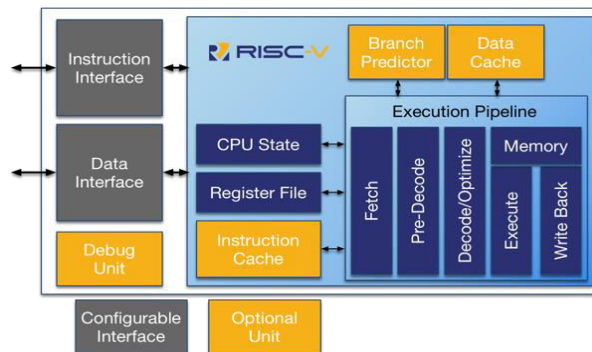 Instruction
Interface
Data
Interface
Debug
Unit
RISC-V
Branch
Predictor
Data
Cache
CPU State
Register File
Instruction
Cache
Execution Pipeline
Fetch
Pre-Decode
Decode/Optimize
Memory
Execute
Write Back
Configurable
Interface
Optional
Unit